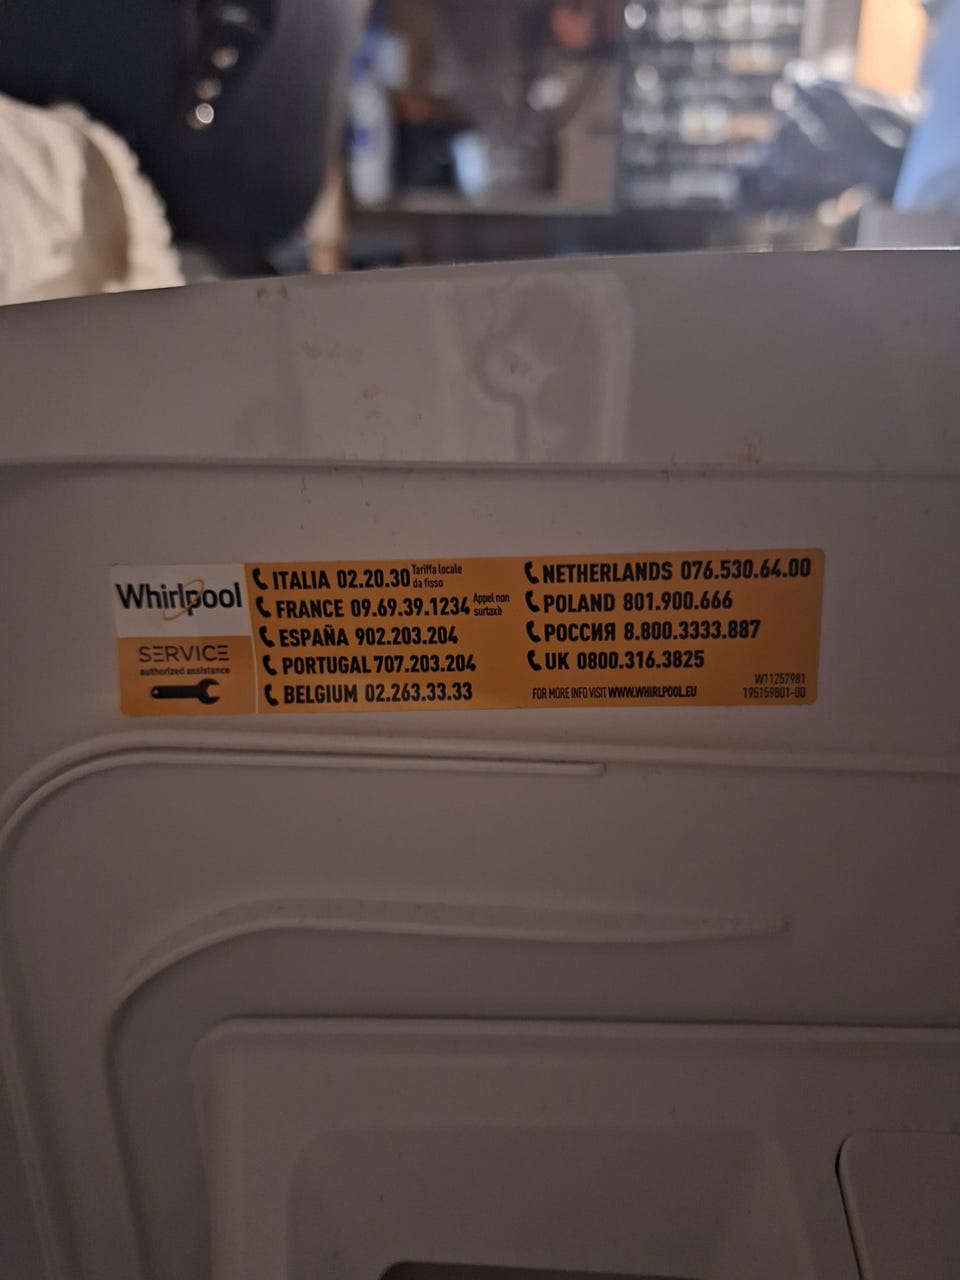 Whirlpool
SERVICE
authorized assistance
ITALIA 02.20.30 Tariffa locale da fisso
FRANCE 09.69.39.1234 Appel non surtaxè
ESPAÑA 902.203.204
PORTUGAL 707.203.204
BELGIUM 02.263.33.33
NETHERLANDS 076.530.64.00
POLAND 801.900.666
РОССИЯ 8.800.3333.887
UK 0800.316.3825
FOR MORE INFO VISIT WWW.WHIRLPOOL.EU
W11257981
195159801-00